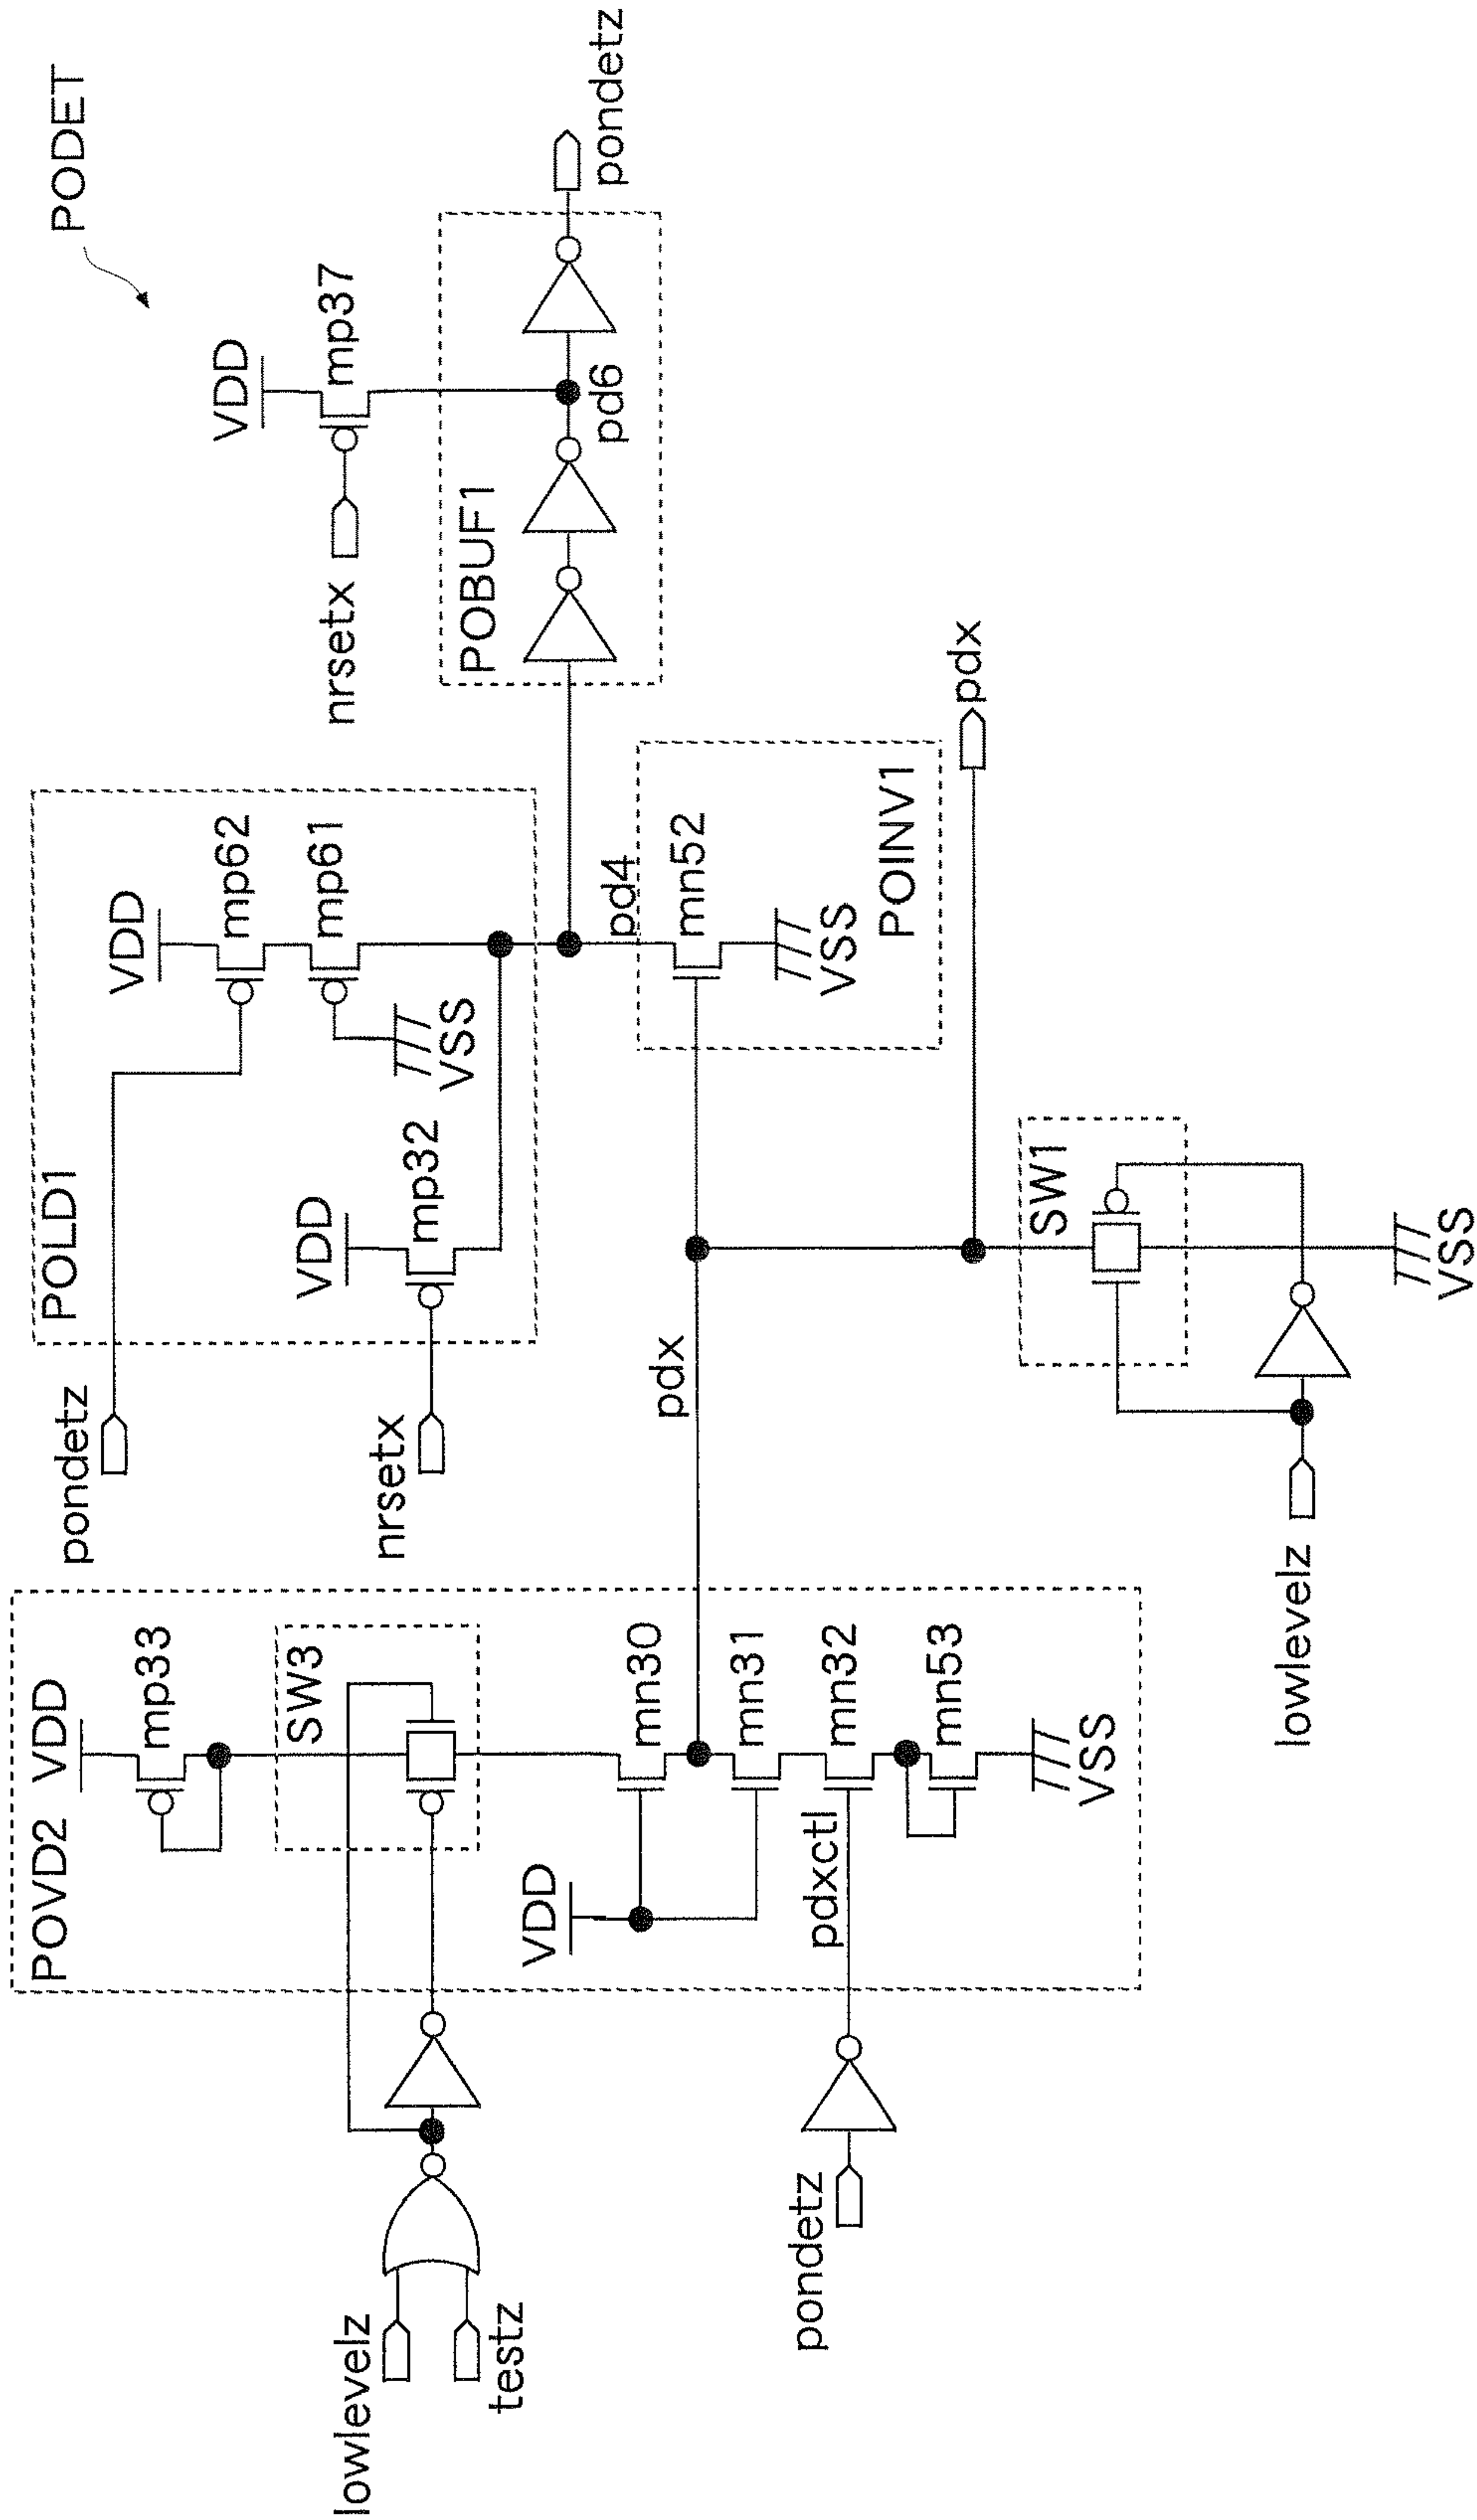 PODET
POVD2
VDD
mp33
SW3
lowlevelz
testz
VDD
mn30
mn31
pdxctl
mn32
mn53
VSS
pondetz
pondetz
POLD1
VDD
mp62
mp61
VSS
VDD
mp32
nrsetx
pd4
mn52
VSS
POINV1
pdx
pdx
SW1
VSS
lowlevelz
VDD
mp37
nrsetx
POBUF1
pd6
pondetz